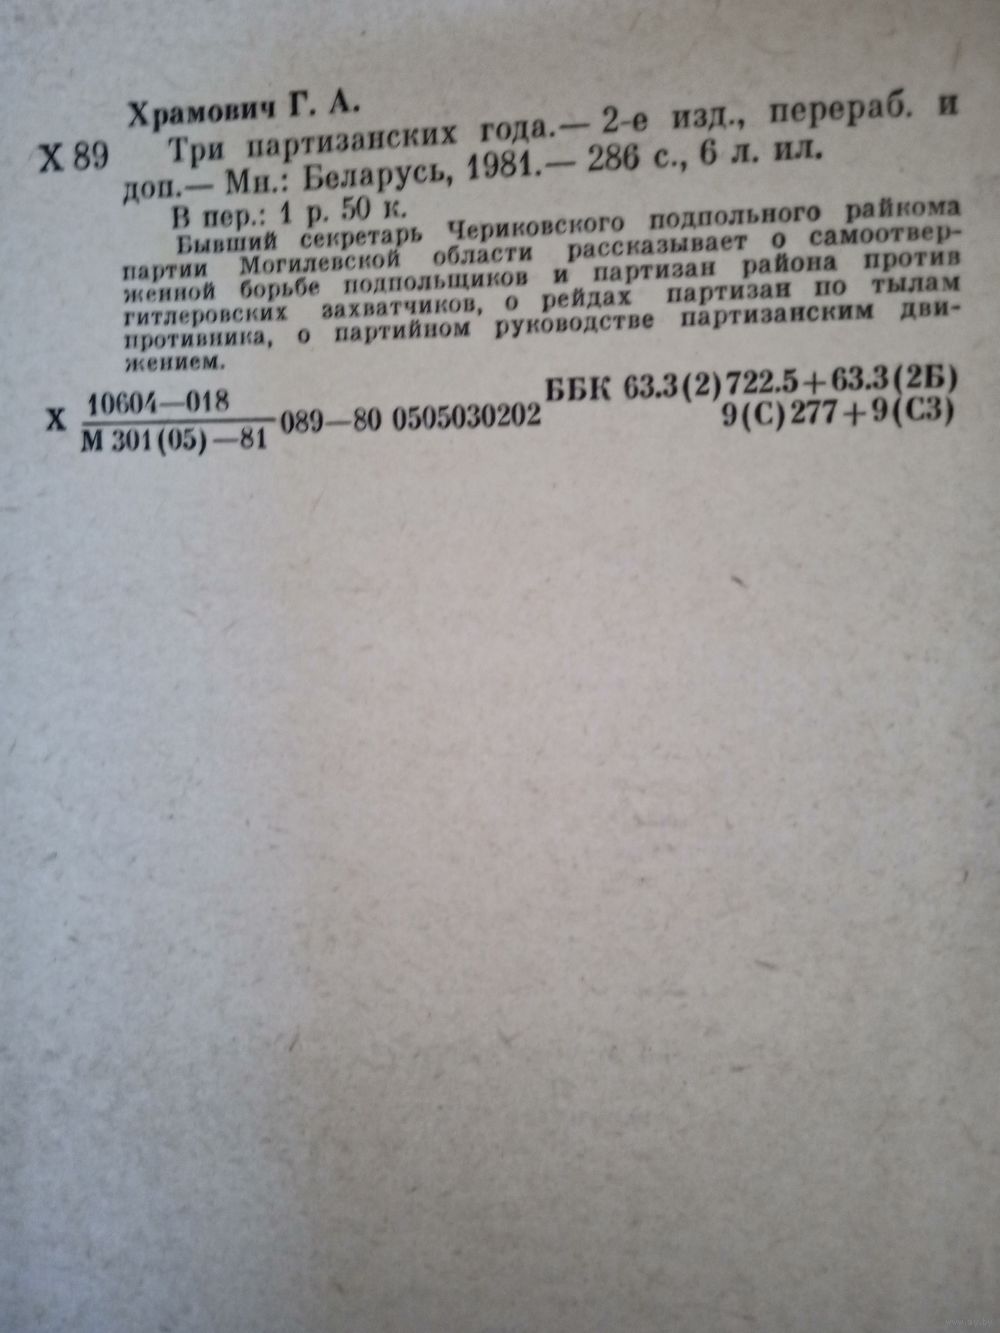 Храмович Г. А.
Х 89 Три партизанских года.— 2-е изд., перераб. и
доп.— Мн.: Беларусь, 1981.— 286 с., 6 л. ил.
В пер.: 1 р. 50 к.
Бывший секретарь Чериковского подпольного райкома
партии Могилевской области рассказывает о самоотвер-
женной борьбе подпольщиков и партизан района против
гитлеровских захватчиков, о рейдах партизан по тылам
противника, о партийном руководстве партизанским дви-
жением.
ББК 63.3(2)722.5+63.3(2Б)
9(С)277+9(С3)
Х 10604—018
М 301(05)—81 089—80 0505030202
www.ay.by